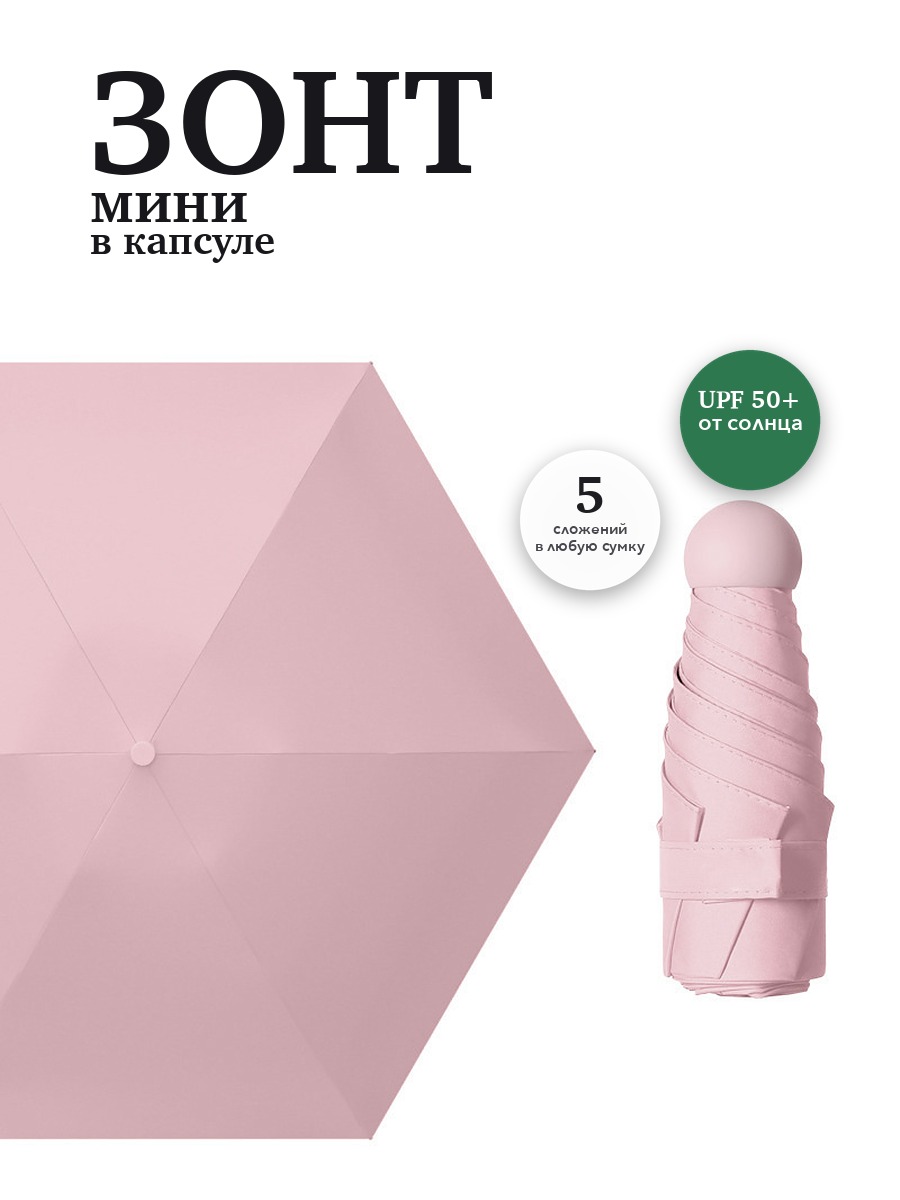 ЗОНТ
мини
в капсуле
UPF 50+
от солнца
5
сложений
в любую сумку